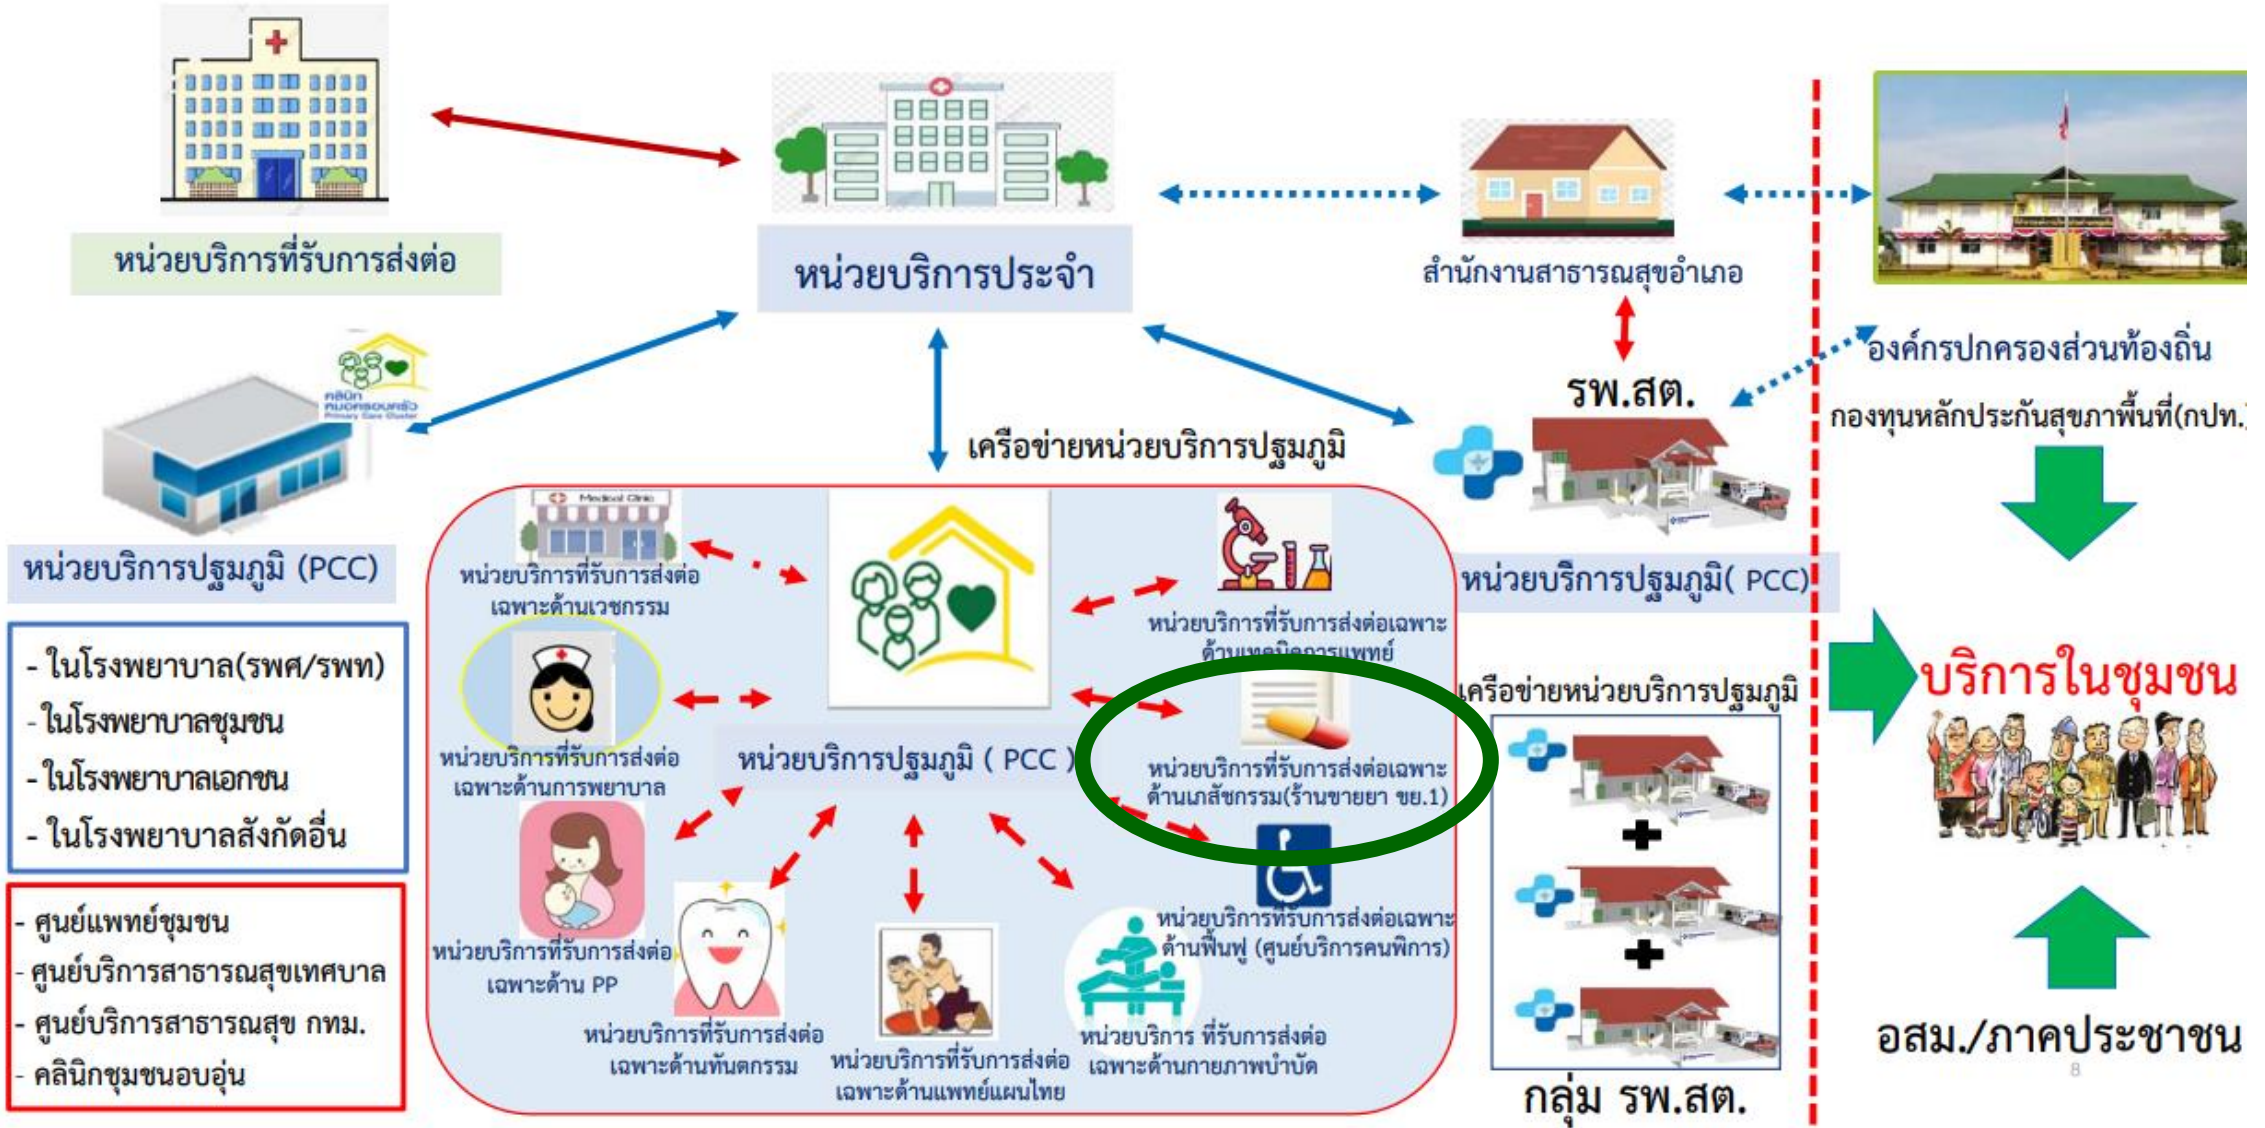 หน่วยบริการที่รับการส่งต่อ
หน่วยบริการประจำ
สำนักงานสาธารณสุขอำเภอ
องค์กรปกครองส่วนท้องถิ่น
กองทุนหลักประกันสุขภาพื้นที่(กปท.)
คลินิก
หมอครอบครัว
Primary Care Cluster
หน่วยบริการปฐมภูมิ (PCC)
- ในโรงพยาบาล(รพศ/รพท)
- ในโรงพยาบาลชุมชน
- ในโรงพยาบาลเอกชน
- ในโรงพยาบาลสังกัดอื่น
- ศูนย์แพทย์ชุมชน
- ศูนย์บริการสาธารณสุขเทศบาล
- ศูนย์บริการสาธารณสุข กทม.
- คลินิกชุมชนอบอุ่น
เครือข่ายหน่วยบริการปฐมภูมิ
Medical Clinic
หน่วยบริการที่รับการส่งต่อ
เฉพาะด้านเวชกรรม
หน่วยบริการที่รับการส่งต่อ
เฉพาะด้านการพยาบาล
หน่วยบริการที่รับการส่งต่อ
เฉพาะด้าน PP
หน่วยบริการที่รับการส่งต่อ
เฉพาะด้านทันตกรรม
หน่วยบริการที่รับการส่งต่อ
เฉพาะด้านแพทย์แผนไทย
หน่วยบริการ ที่รับการส่งต่อ
เฉพาะด้านกายภาพบำบัด
หน่วยบริการปฐมภูมิ ( PCC )
หน่วยบริการที่รับการส่งต่อเฉพาะ
ด้านเทคนิคการแพทย์
หน่วยบริการที่รับการส่งต่อเฉพาะ
ด้านเภสัชกรรม(ร้านขายยา ขย.1)
หน่วยบริการที่รับการส่งต่อเฉพาะ
ด้านฟื้นฟู (ศูนย์บริการคนพิการ)
รพ.สต.
หน่วยบริการปฐมภูมิ( PCC)
เครือข่ายหน่วยบริการปฐมภูมิ
กลุ่ม รพ.สต.
บริการในชุมชน
อสม./ภาคประชาชน
8